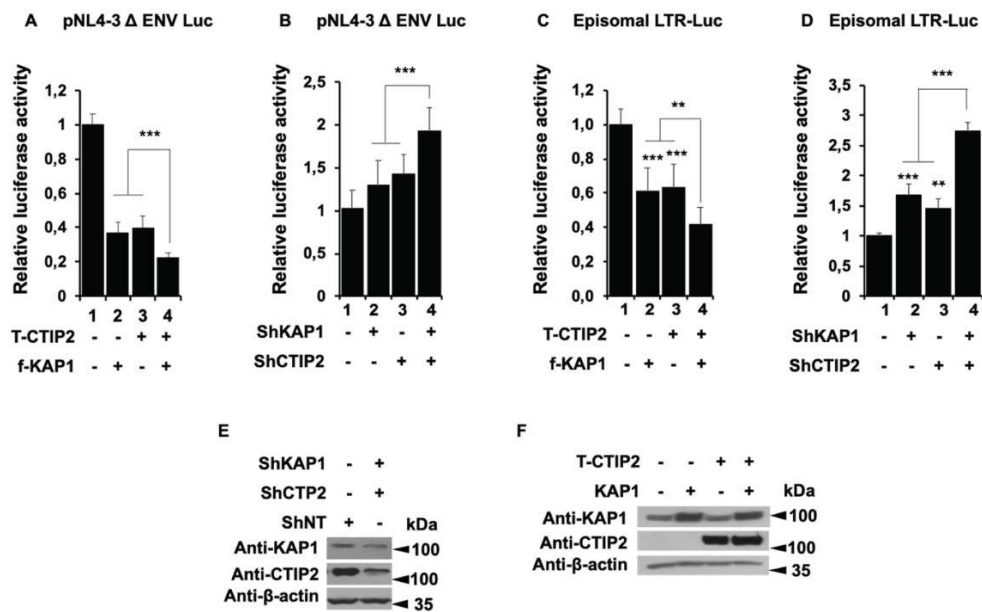 A pNL4-3 Δ ENV Luc
Relative luciferase activity
1,2
1
0,8
0,6
0,4
0,2
0
***
1 2 3 4
T-CTIP2 - - + +
f-KAP1 - + - +
B pNL4-3 Δ ENV Luc
Relative luciferase activity
2,5
2
1,5
1
0,5
0
***
1 2 3 4
ShKAP1 - + - +
ShCTIP2 - - + +
C Episomal LTR-Luc
Relative luciferase activity
1,2
1
0,8
0,6
0,4
0,2
0
**
*** ***
1 2 3 4
T-CTIP2 - - + +
f-KAP1 - + - +
D Episomal LTR-Luc
Relative luciferase activity
3,5
3
2,5
2
1,5
1
0,5
0
***
*** **
1 2 3 4
ShKAP1 - + - +
ShCTIP2 - - + +
E
ShKAP1 - +
ShCTP2 - +
ShNT + - kDa
Anti-KAP1 100
Anti-CTIP2 100
Anti-β-actin 35
F
T-CTIP2 - - + +
KAP1 - + - + kDa
Anti-KAP1 100
Anti-CTIP2 100
Anti-β-actin 35